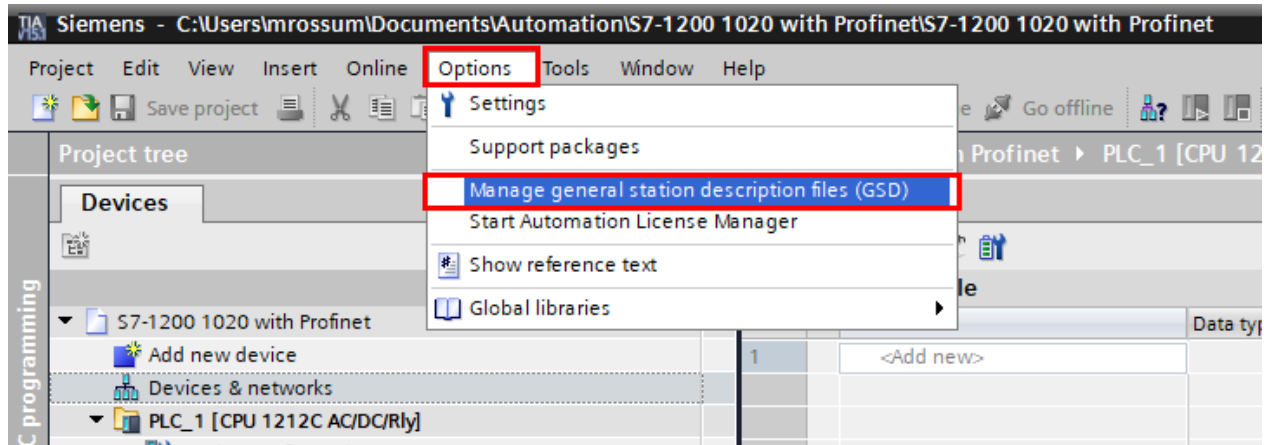 TIA Siemens - C:\Users\mrossum\Documents\Automation\S7-1200 1020 with Profinet\S7-1200 1020 with Profinet
Project Edit View Insert Online Options Tools Window Help
Save project Go offline
Settings
Support packages
Manage general station description files (GSD)
Start Automation License Manager
Show reference text
Global libraries
Project tree
Profinet PLC_1 [CPU 12
Devices
S7-1200 1020 with Profinet
Data typ
Add new device
1 <Add new>
Devices & networks
PLC_1 [CPU 1212C AC/DC/Rly]
programming